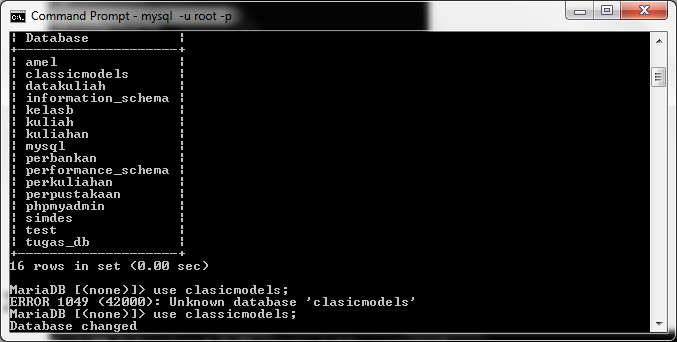 Command Prompt - mysql -u root -p
| Database |
+--------------------+
| amel |
| classicmodels |
| datakuliah |
| information_schema |
| kelasb |
| kuliah |
| kuliahan |
| mysql |
| perbankan |
| performance_schema |
| perkuliahan |
| perpustakaan |
| phpmyadmin |
| simdes |
| test |
| tugas_db |
+--------------------+
16 rows in set (0.00 sec)
MariaDB [(none)]> use clasicmodels;
ERROR 1049 (42000): Unknown database 'clasicmodels'
MariaDB [(none)]> use classicmodels;
Database changed